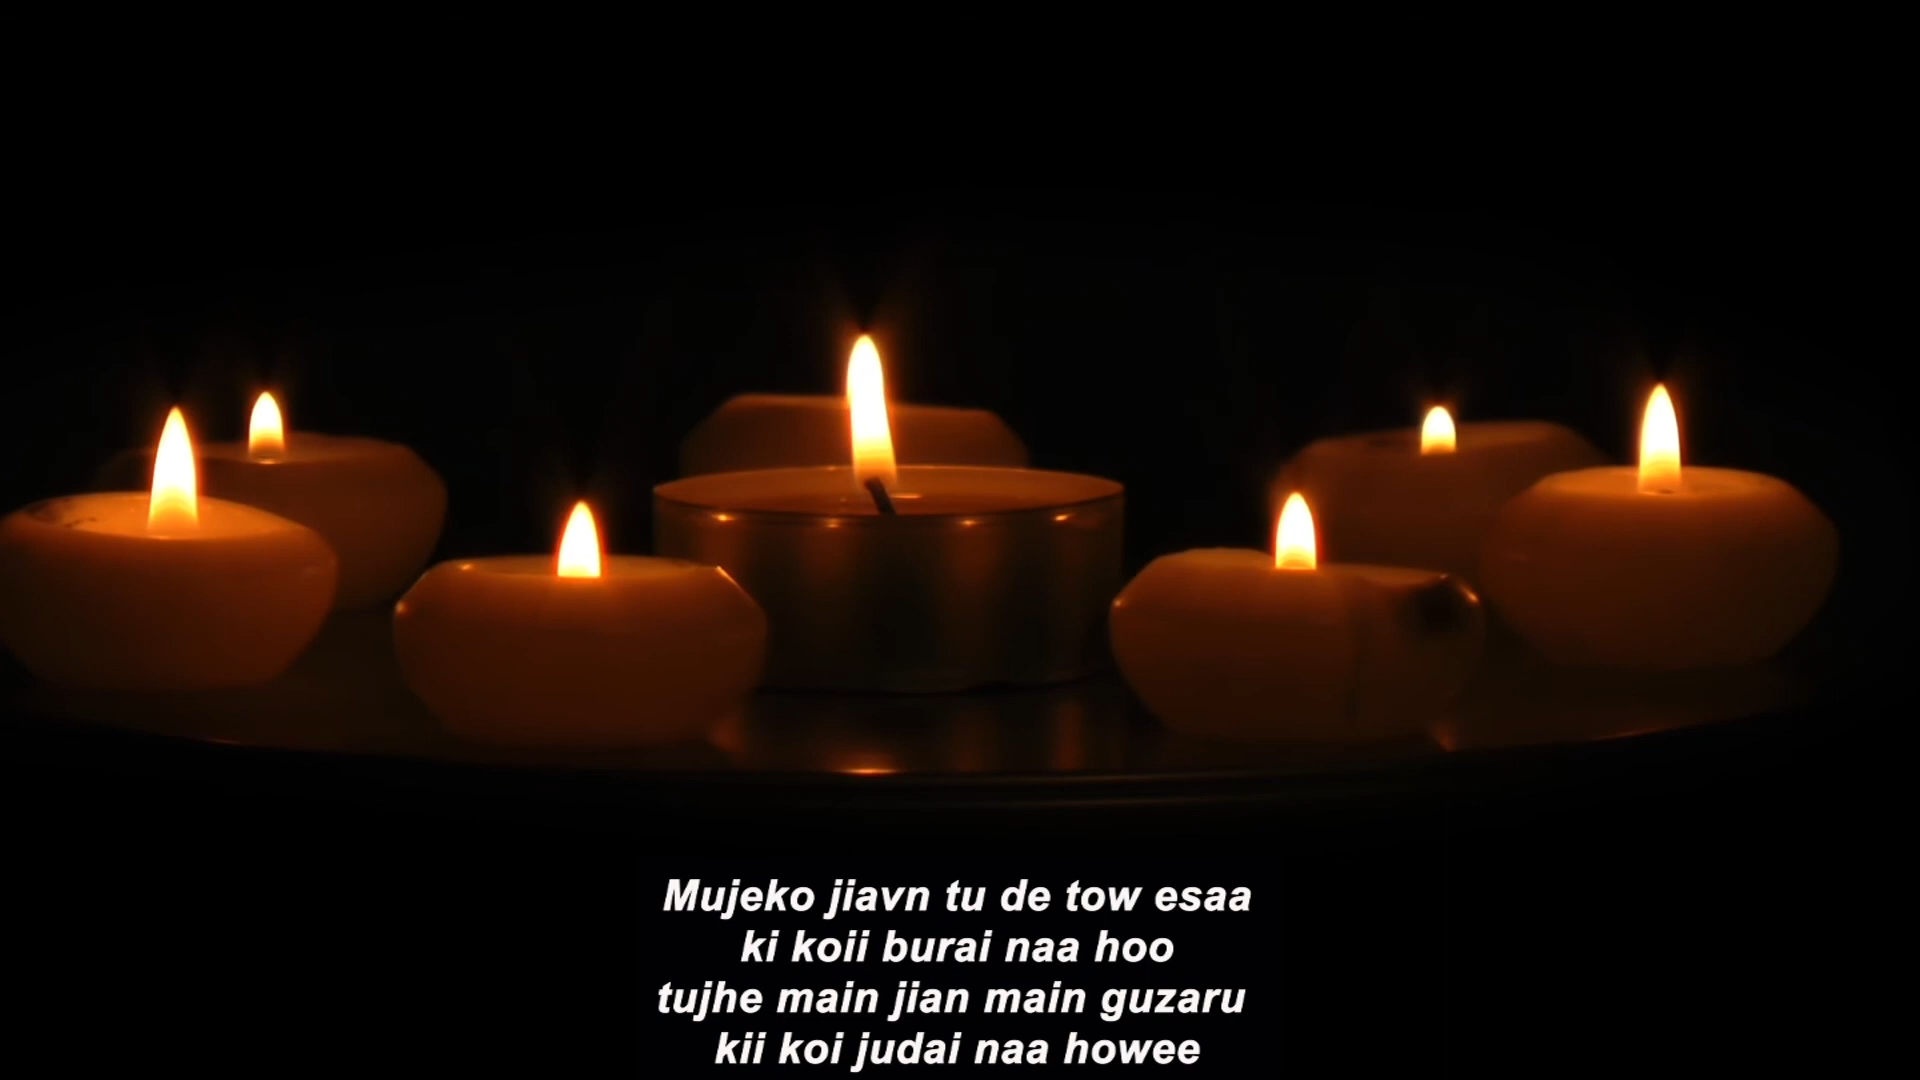 Mujeko jiavn tu de tow esaa
ki koii burai naa hoo
tujhe main jian main guzaru
kii koi judai naa howee